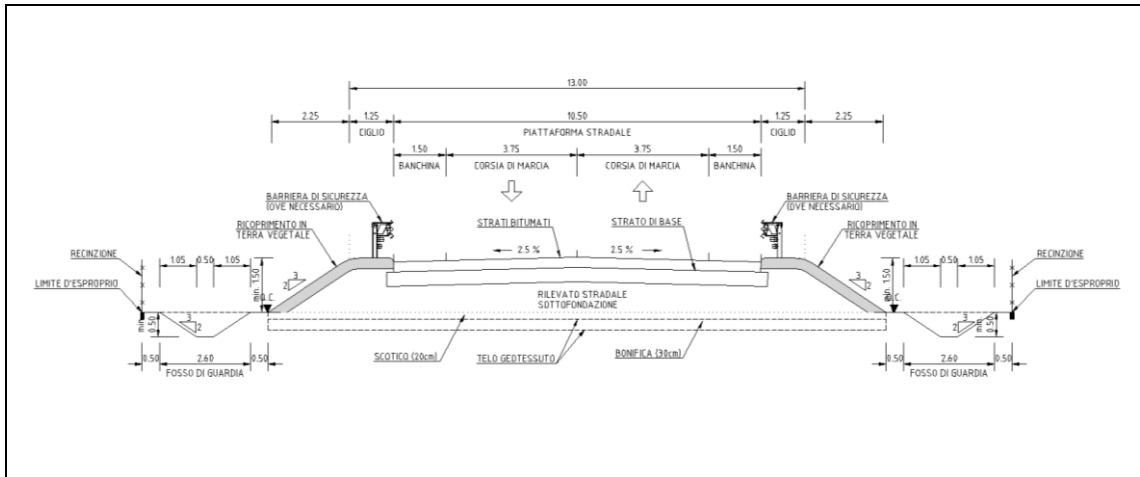 13.00
2.25 1.25 10.50 1.25 2.25
CIGLIO PIATTAFORMA STRADALE CIGLIO
1.50 3.75 3.75 1.50
BANCHINA CORSIA DI MARCIA CORSIA DI MARCIA BANCHINA
BARRIERA DI SICUREZZA
(OVE NECESSARIO)
BARRIERA DI SICUREZZA
(OVE NECESSARIO)
RICOPRIMENTO IN
TERRA VEGETALE
STRATI BITUMATI
STRATO DI BASE
RICOPRIMENTO IN
TERRA VEGETALE
RECINZIONE
2.5 % 2.5 %
RECINZIONE
1.05 0.50 1.05
1.05 0.50 1.05
LIMITE D'ESPROPRIO
3
2
min. 1.50
RILEVATO STRADALE
SOTTOFONDAZIONE
3
2
min. 1.50
LIMITE D'ESPROPRIO
min.
0.50
3
2
3
2
min.
0.50
SCOTICO (20cm)
TELO GEOTESSUTO
BONIFICA (30cm)
0.50 2.60 0.50
0.50 2.60 0.50
FOSSO DI GUARDIA
FOSSO DI GUARDIA